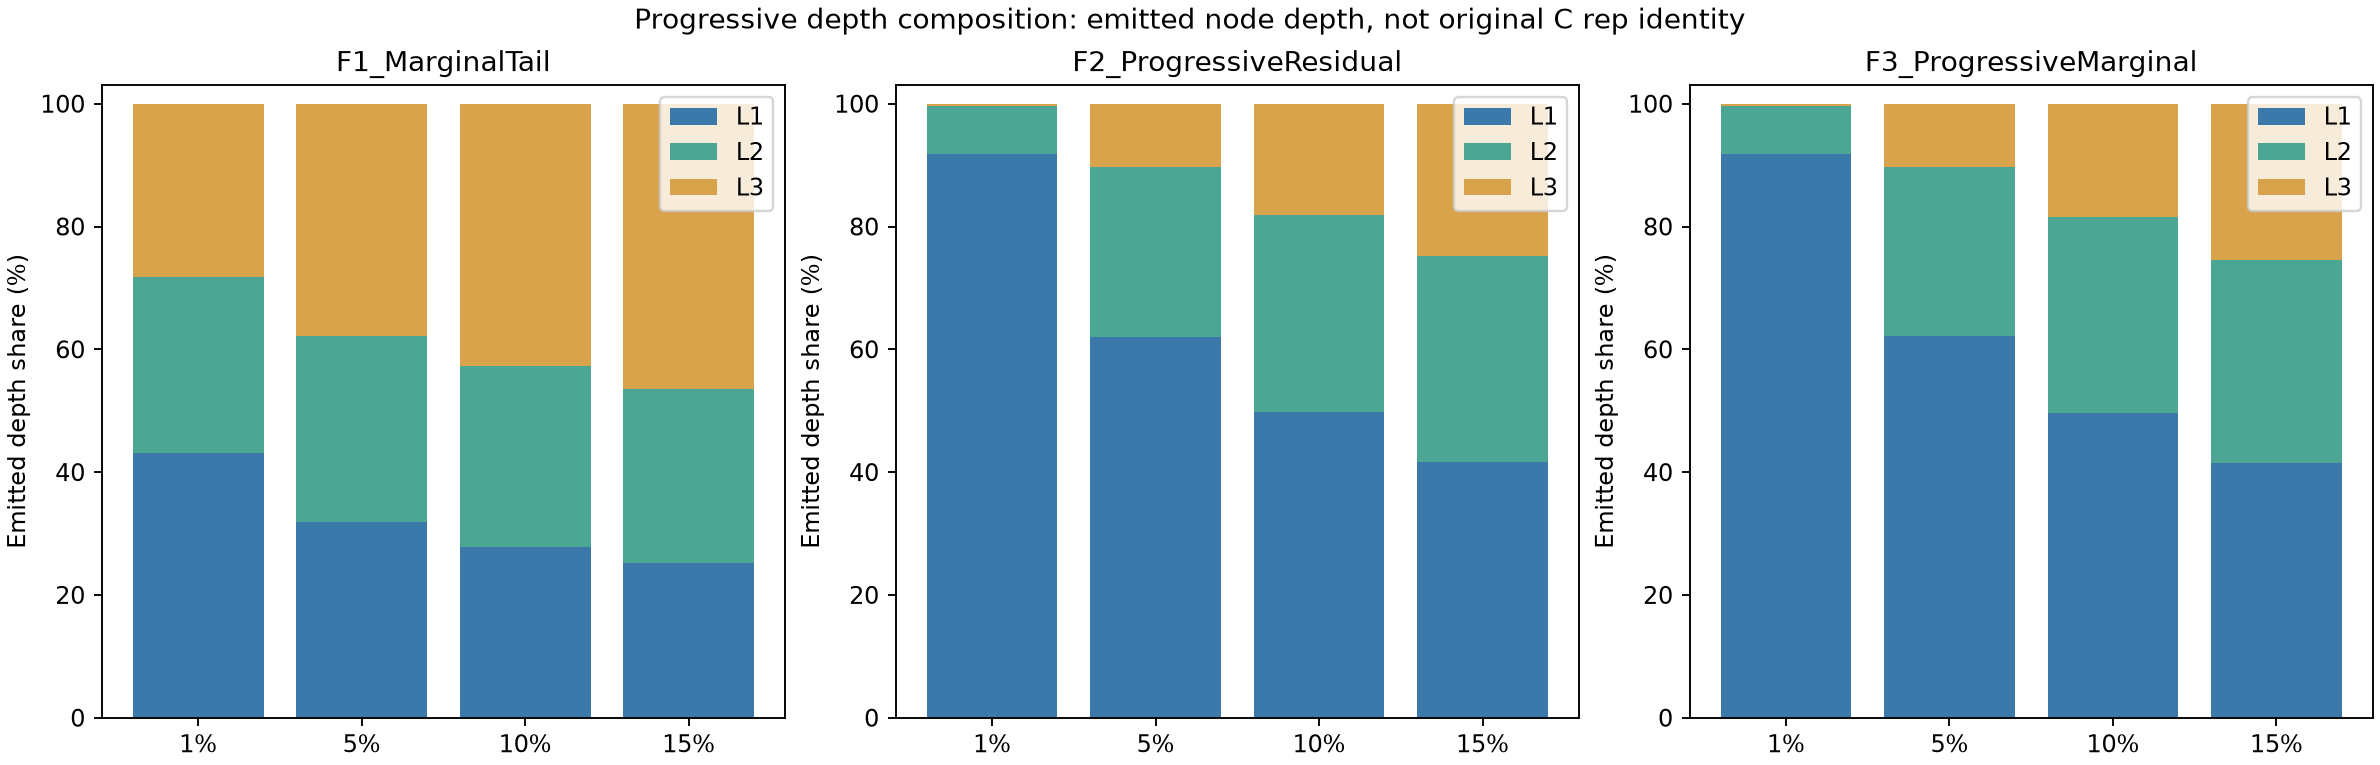 Progressive depth composition: emitted node depth, not original C rep identity
F1_MarginalTail
Emitted depth share (%)
100
80
60
40
20
0
1%
5%
10%
15%
L1
L2
L3
F2_ProgressiveResidual
Emitted depth share (%)
100
80
60
40
20
0
1%
5%
10%
15%
L1
L2
L3
F3_ProgressiveMarginal
Emitted depth share (%)
100
80
60
40
20
0
1%
5%
10%
15%
L1
L2
L3